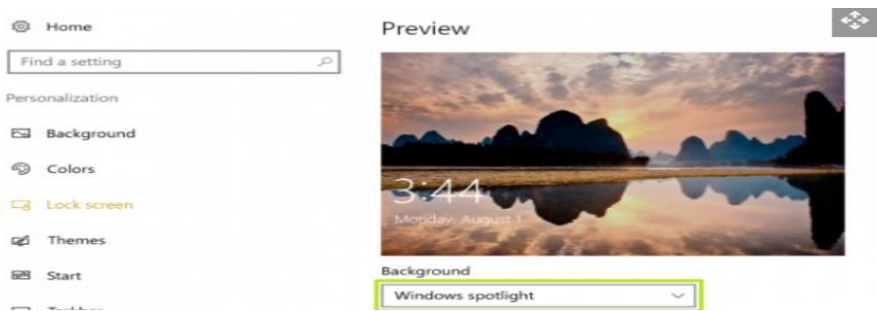 Home
Find a setting
Personalization
Background
Colors
Lock screen
Themes
Start
Taskbar
Preview
3:44
Monday, August 1
Background
Windows spotlight